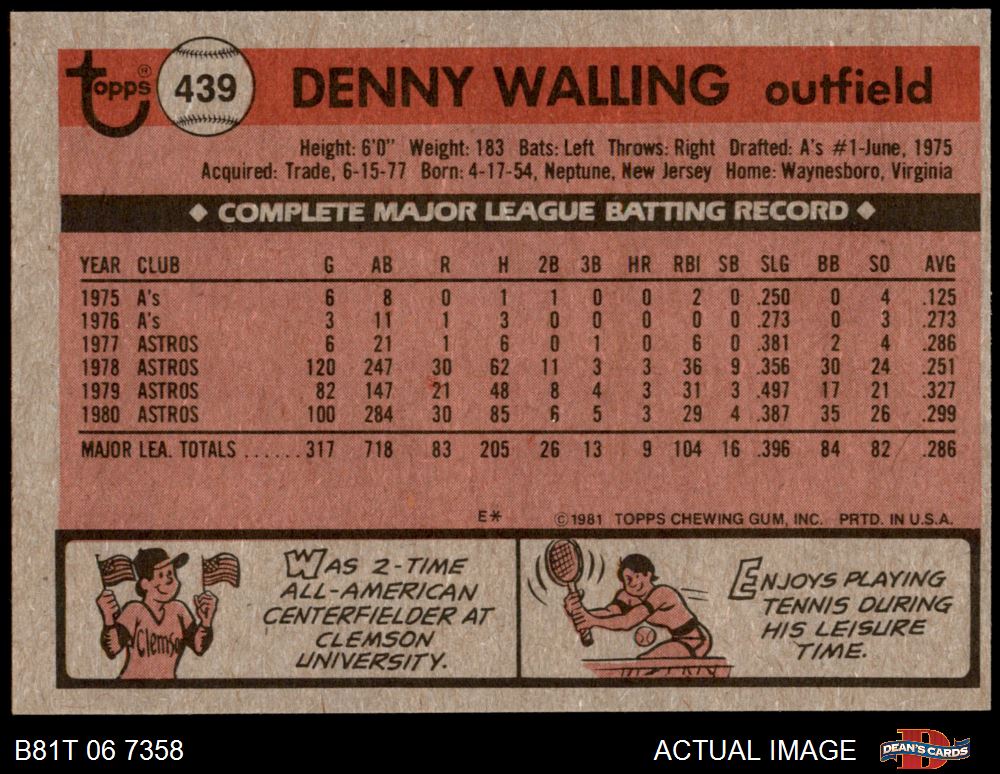 Topps® 439 DENNY WALLING outfield
Height: 6'0" Weight: 183 Bats: Left Throws: Right Drafted: A's #1-June, 1975
Acquired: Trade, 6-15-77 Born: 4-17-54, Neptune, New Jersey Home: Waynesboro, Virginia
◆ COMPLETE MAJOR LEAGUE BATTING RECORD ◆
YEAR CLUB G AB R H 2B 3B HR RBI SB SLG BB SO AVG
1975 A's 6 8 0 1 1 0 0 2 0 .250 0 4 .125
1976 A's 3 11 1 3 0 0 0 0 0 .273 0 3 .273
1977 ASTROS 6 21 1 6 0 1 0 6 0 .381 2 4 .286
1978 ASTROS 120 247 30 62 11 3 3 36 9 .356 30 24 .251
1979 ASTROS 82 147 21 48 8 4 3 31 3 .497 17 21 .327
1980 ASTROS 100 284 30 85 6 5 3 29 4 .387 35 26 .299
MAJOR LEA. TOTALS ......317 718 83 205 26 13 9 104 16 .396 84 82 .286
E* ©1981 TOPPS CHEWING GUM, INC. PRTD. IN U.S.A.
WAS 2-TIME
ALL-AMERICAN
CENTERFIELDER AT
CLEMSON
UNIVERSITY.
Clemso
ENJOYS PLAYING
TENNIS DURING
HIS LEISURE
TIME.
B81T 06 7358 ACTUAL IMAGE DEAN'S CARDS